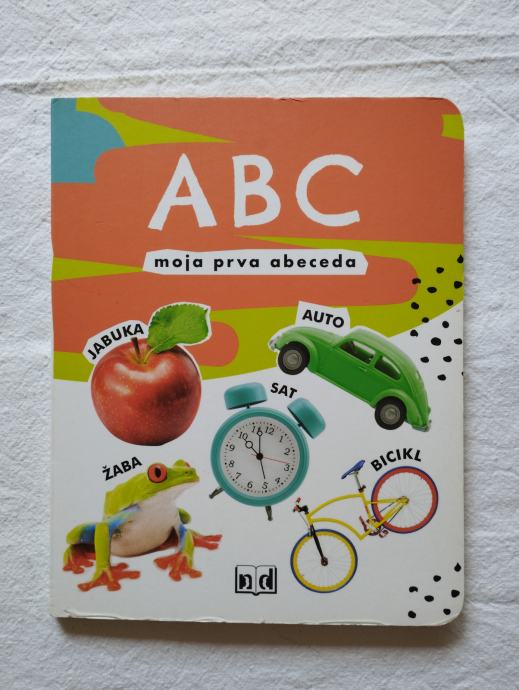 ABC
moja prva abeceda
JABUKA
AUTO
SAT
ŽABA
BICIKL